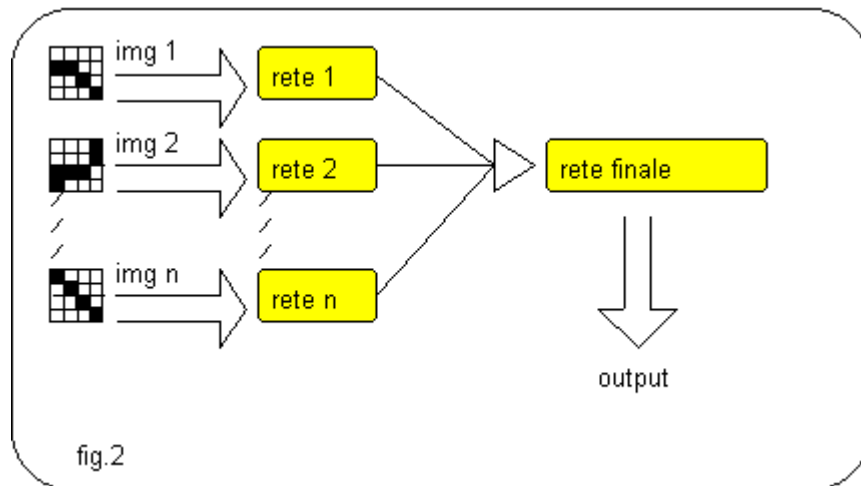 img 1
rete 1
img 2
rete 2
rete finale
img n
rete n
output
fig.2